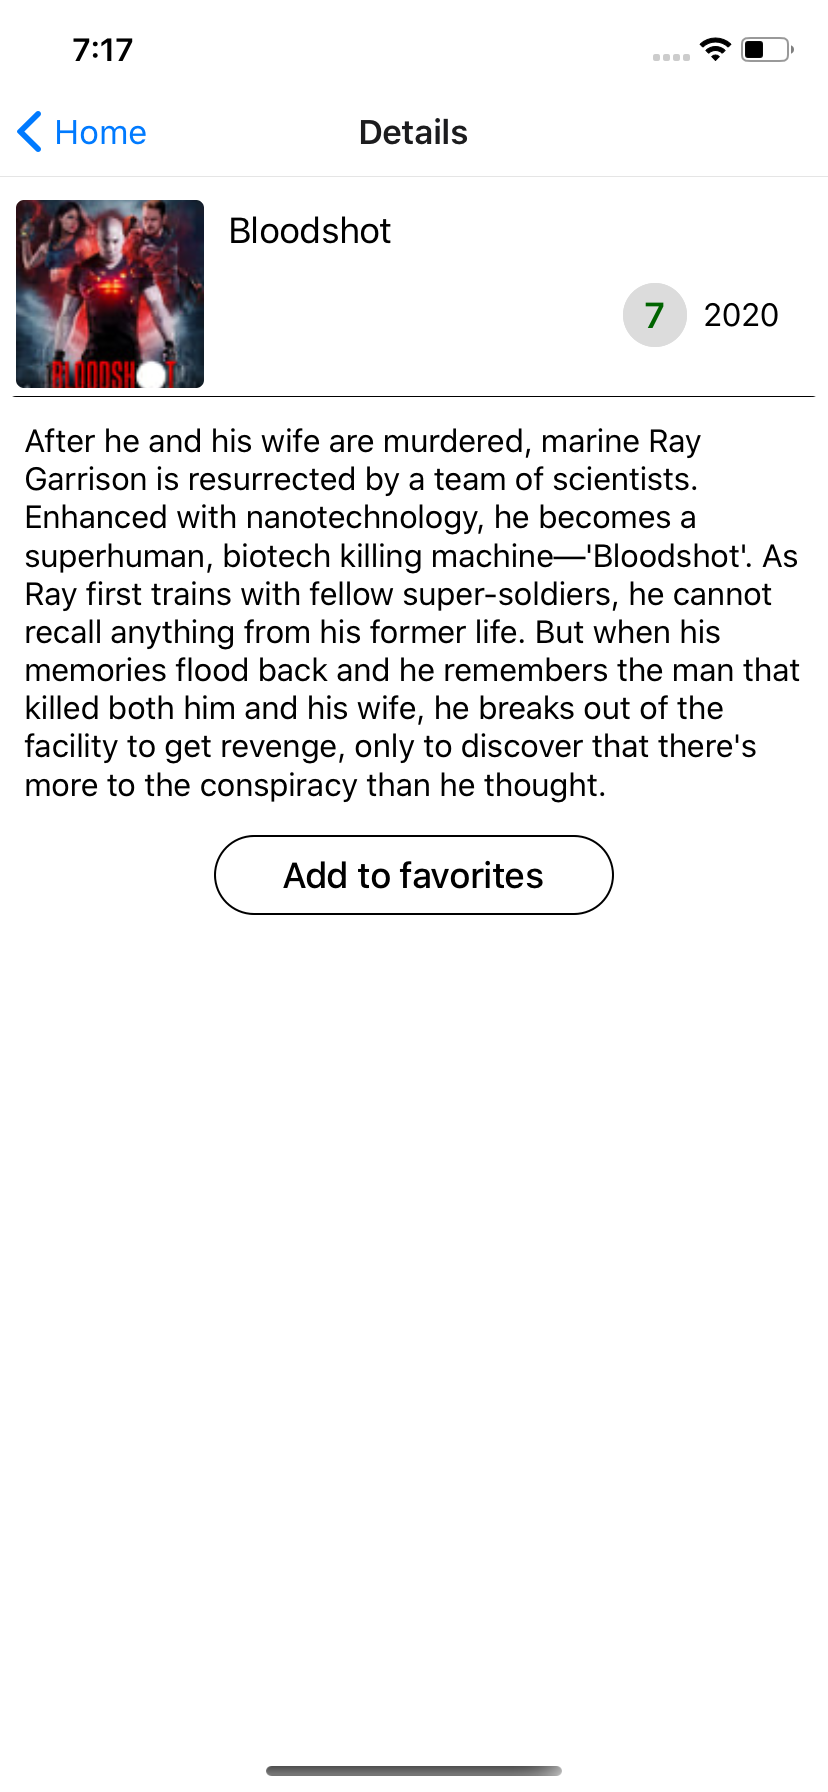 7:17
Home
Details
Bloodshot
BLOODSHOT
7
2020
After he and his wife are murdered, marine Ray
Garrison is resurrected by a team of scientists.
Enhanced with nanotechnology, he becomes a
superhuman, biotech killing machine—'Bloodshot'. As
Ray first trains with fellow super-soldiers, he cannot
recall anything from his former life. But when his
memories flood back and he remembers the man that
killed both him and his wife, he breaks out of the
facility to get revenge, only to discover that there's
more to the conspiracy than he thought.
Add to favorites